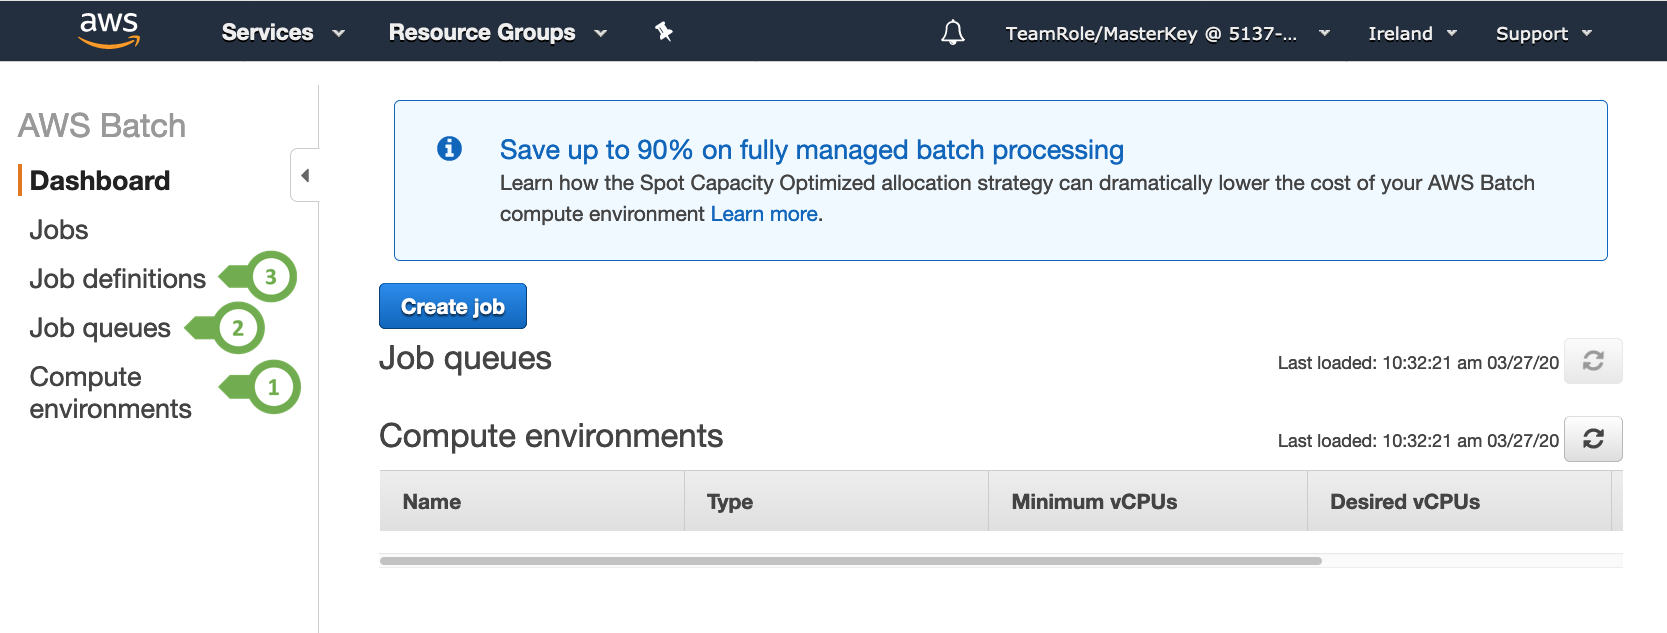 aws
Services
Resource Groups
TeamRole/MasterKey @ 5137-...
Ireland
Support
AWS Batch
Dashboard
Jobs
Job definitions
3
Job queues
2
Compute
environments
1
Save up to 90% on fully managed batch processing
Learn how the Spot Capacity Optimized allocation strategy can dramatically lower the cost of your AWS Batch
compute environment Learn more.
Create job
Job queues
Last loaded: 10:32:21 am 03/27/20
Compute environments
Last loaded: 10:32:21 am 03/27/20
Name
Type
Minimum vCPUs
Desired vCPUs